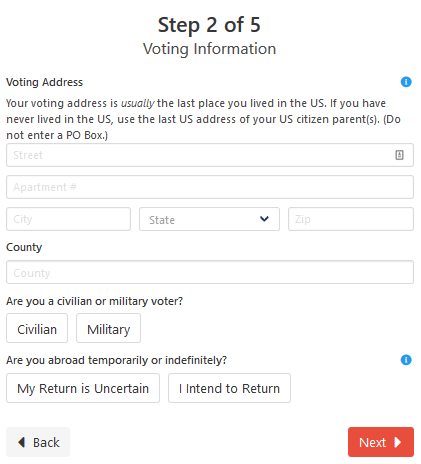 Step 2 of 5
Voting Information
Voting Address
Your voting address is usually the last place you lived in the US. If you have
never lived in the US, use the last US address of your US citizen parent(s). (Do
not enter a PO Box.)
Street
Apartment #
City State Zip
County
County
Are you a civilian or military voter?
Civilian Military
Are you abroad temporarily or indefinitely?
My Return is Uncertain I Intend to Return
Back Next